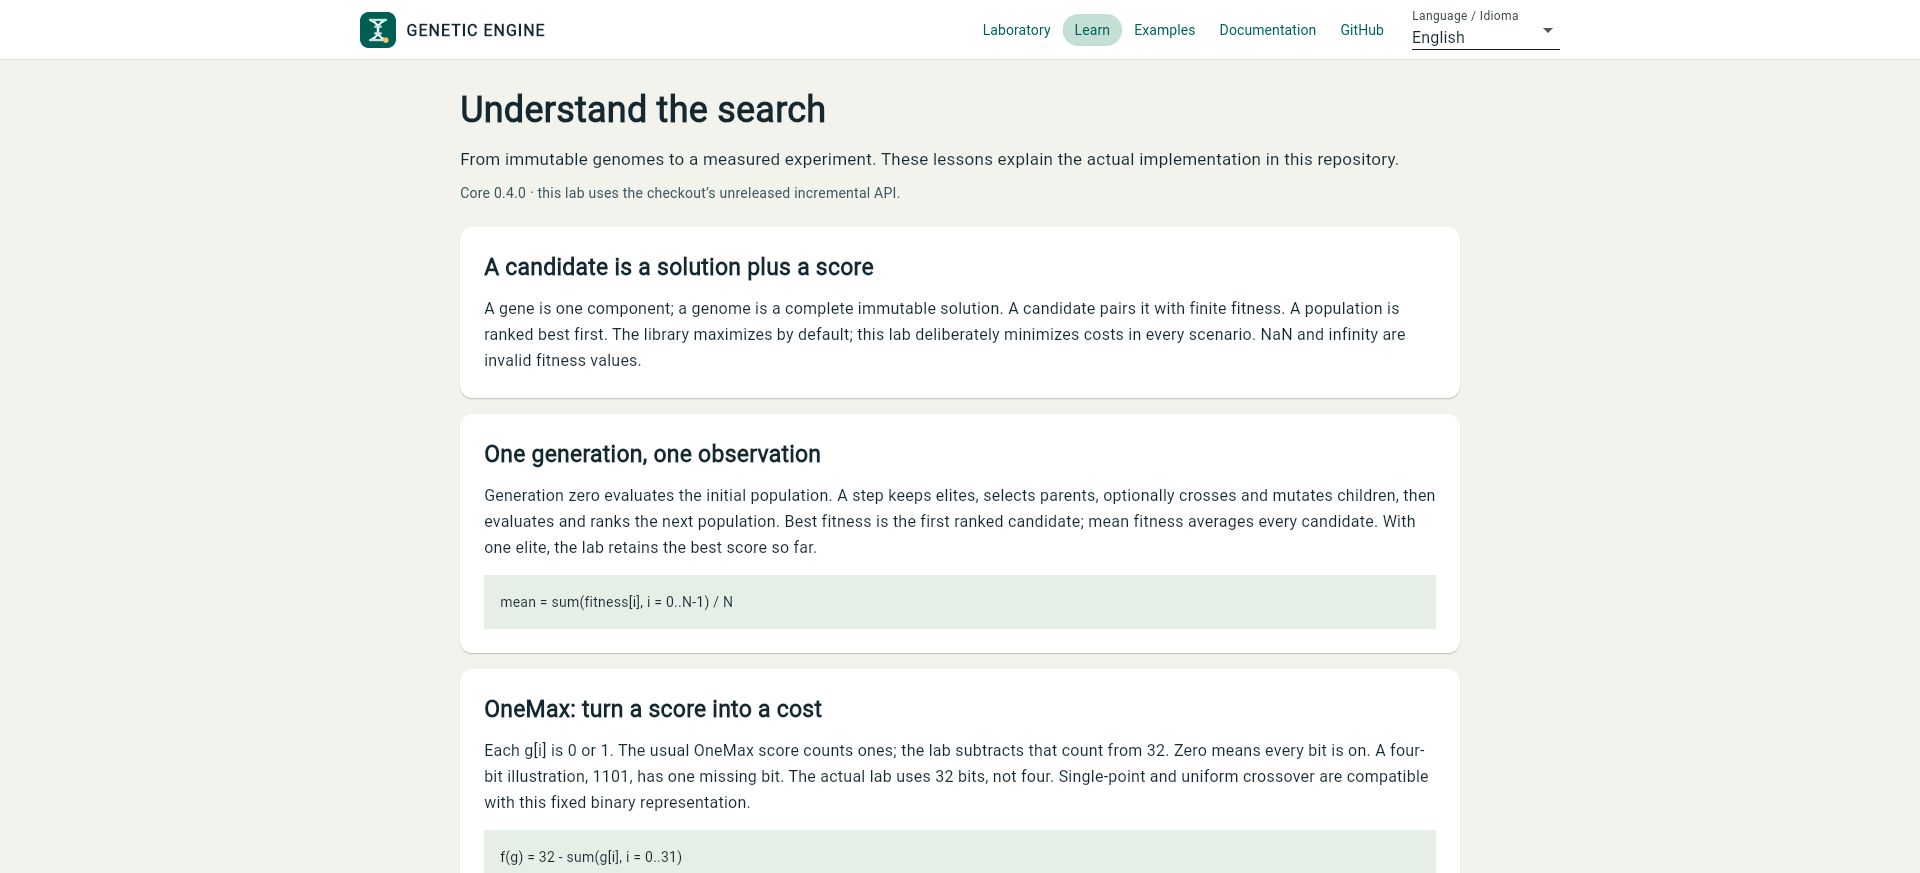 GENETIC ENGINE
Laboratory
Learn
Examples
Documentation
GitHub
Language / Idioma
English
Understand the search
From immutable genomes to a measured experiment. These lessons explain the actual implementation in this repository.
Core 0.4.0 · this lab uses the checkout’s unreleased incremental API.
A candidate is a solution plus a score
A gene is one component; a genome is a complete immutable solution. A candidate pairs it with finite fitness. A population is
ranked best first. The library maximizes by default; this lab deliberately minimizes costs in every scenario. NaN and infinity are
invalid fitness values.
One generation, one observation
Generation zero evaluates the initial population. A step keeps elites, selects parents, optionally crosses and mutates children, then
evaluates and ranks the next population. Best fitness is the first ranked candidate; mean fitness averages every candidate. With
one elite, the lab retains the best score so far.
mean = sum(fitness[i], i = 0..N-1) / N
OneMax: turn a score into a cost
Each g[i] is 0 or 1. The usual OneMax score counts ones; the lab subtracts that count from 32. Zero means every bit is on. A four-
bit illustration, 1101, has one missing bit. The actual lab uses 32 bits, not four. Single-point and uniform crossover are compatible
with this fixed binary representation.
f(g) = 32 - sum(g[i], i = 0..31)